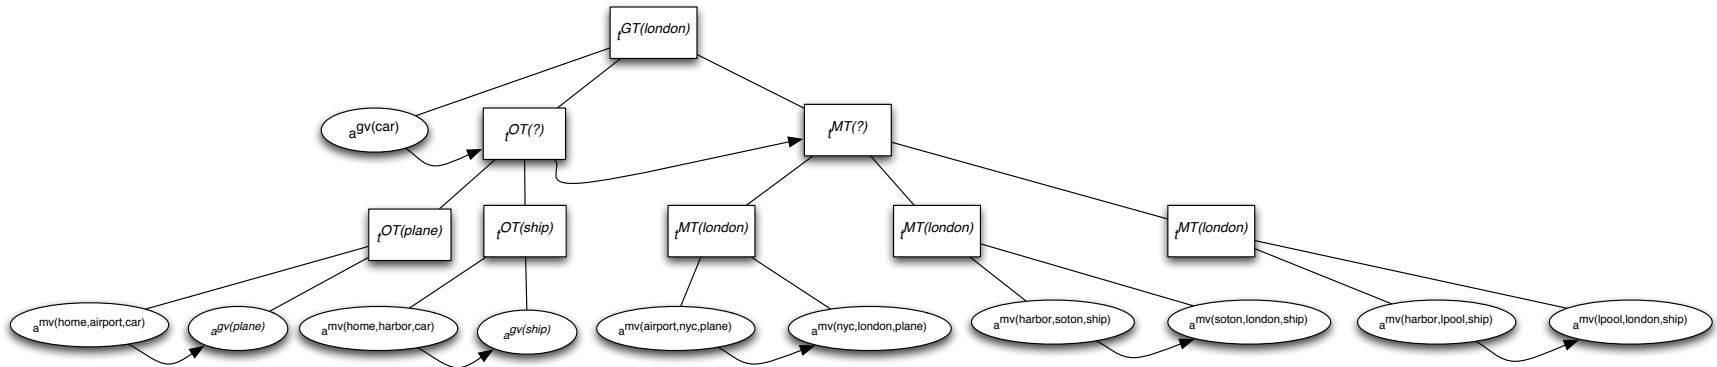 tGT(london)
agv(car)
tOT(?)
tMT(?)
tOT(plane)
tOT(ship)
tMT(london)
tMT(london)
tMT(london)
amv(home,airport,car)
agv(plane)
amv(home,harbor,car)
agv(ship)
amv(airport,nyc,plane)
amv(nyc,london,plane)
amv(harbor,soton,ship)
amv(soton,london,ship)
amv(harbor,lpool,ship)
amv(lpool,london,ship)